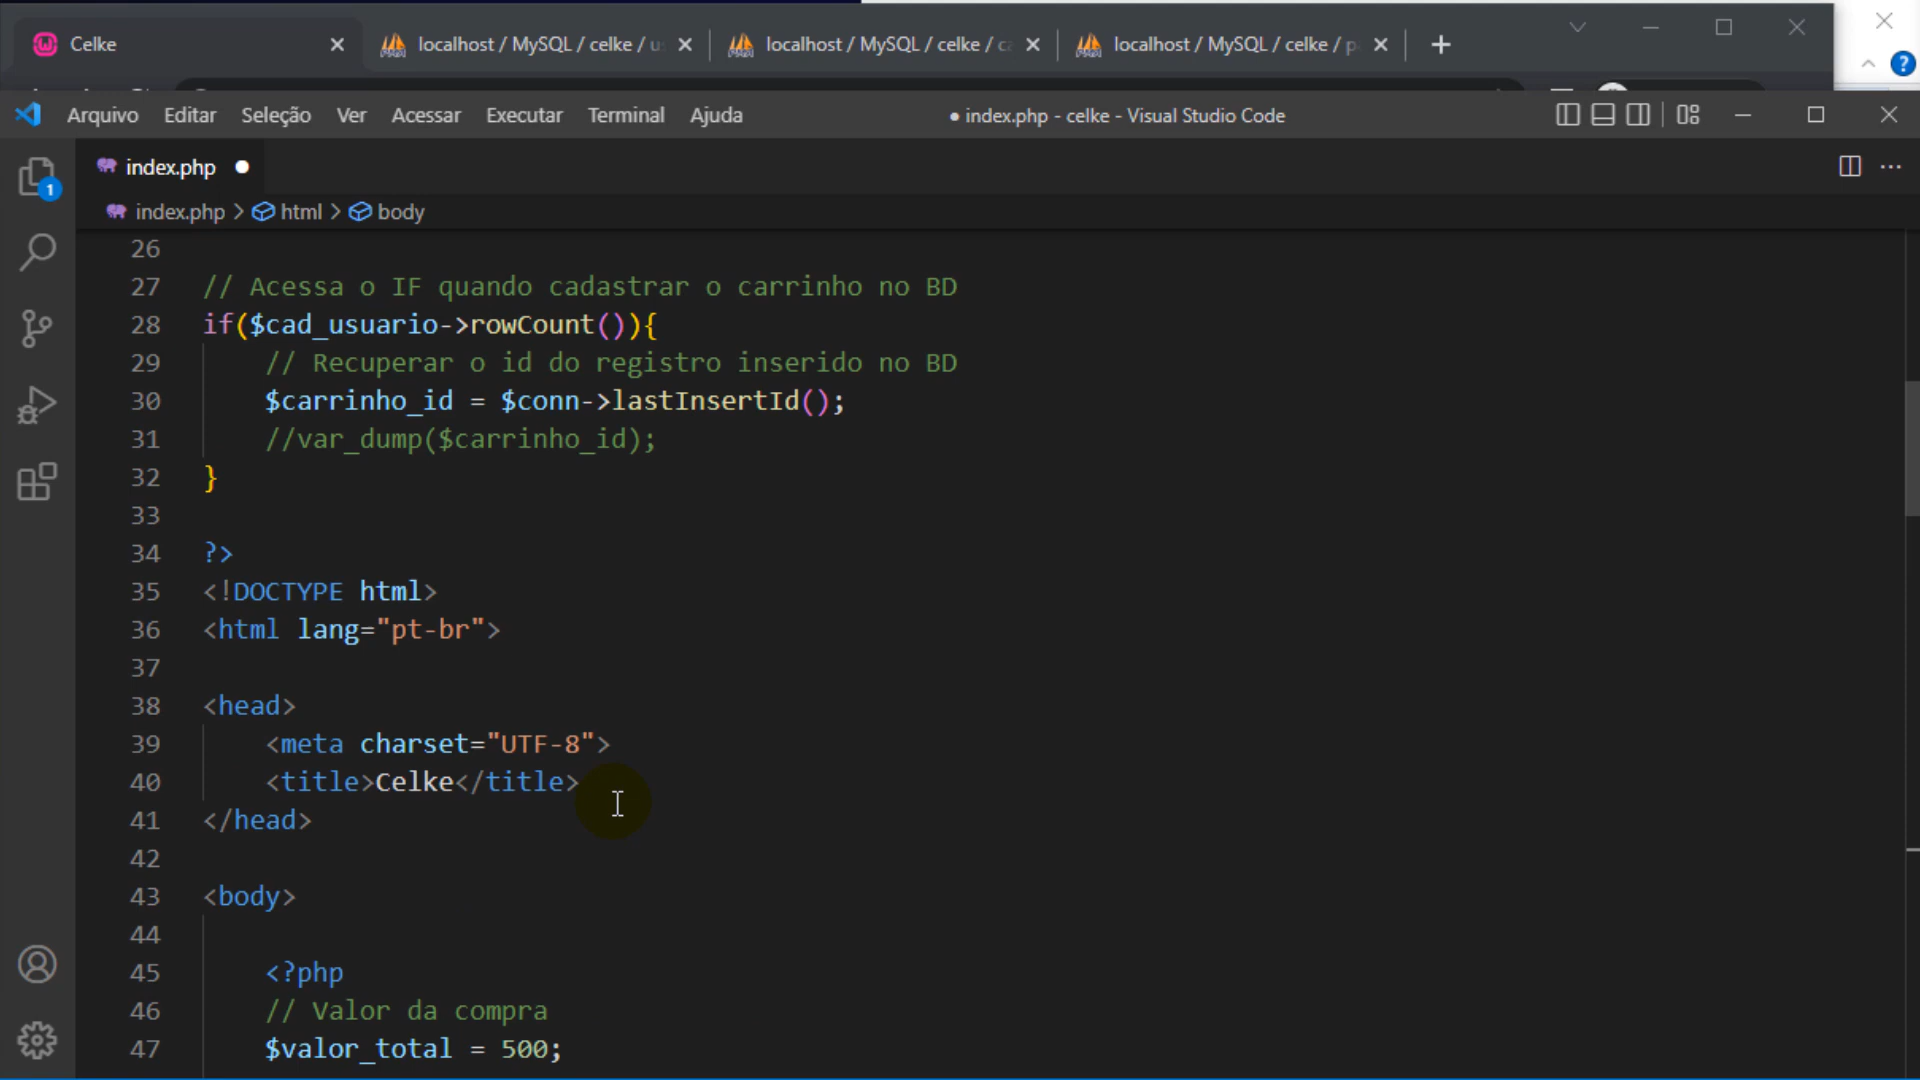 Celke
localhost / MySQL / celke / u
localhost / MySQL / celke / c
localhost / MySQL / celke / p
Arquivo Editar Seleção Ver Acessar Executar Terminal Ajuda
● index.php - celke - Visual Studio Code
1
index.php
index.php > html > body
26
27 // Acessa o IF quando cadastrar o carrinho no BD
28 if($cad_usuario->rowCount()){
29 // Recuperar o id do registro inserido no BD
30 $carrinho_id = $conn->lastInsertId();
31 //var_dump($carrinho_id);
32 }
33
34 ?>
35 <!DOCTYPE html>
36 <html lang="pt-br">
37
38 <head>
39 <meta charset="UTF-8">
40 <title>Celke</title>
41 </head>
42
43 <body>
44
45 <?php
46 // Valor da compra
47 $valor_total = 500;